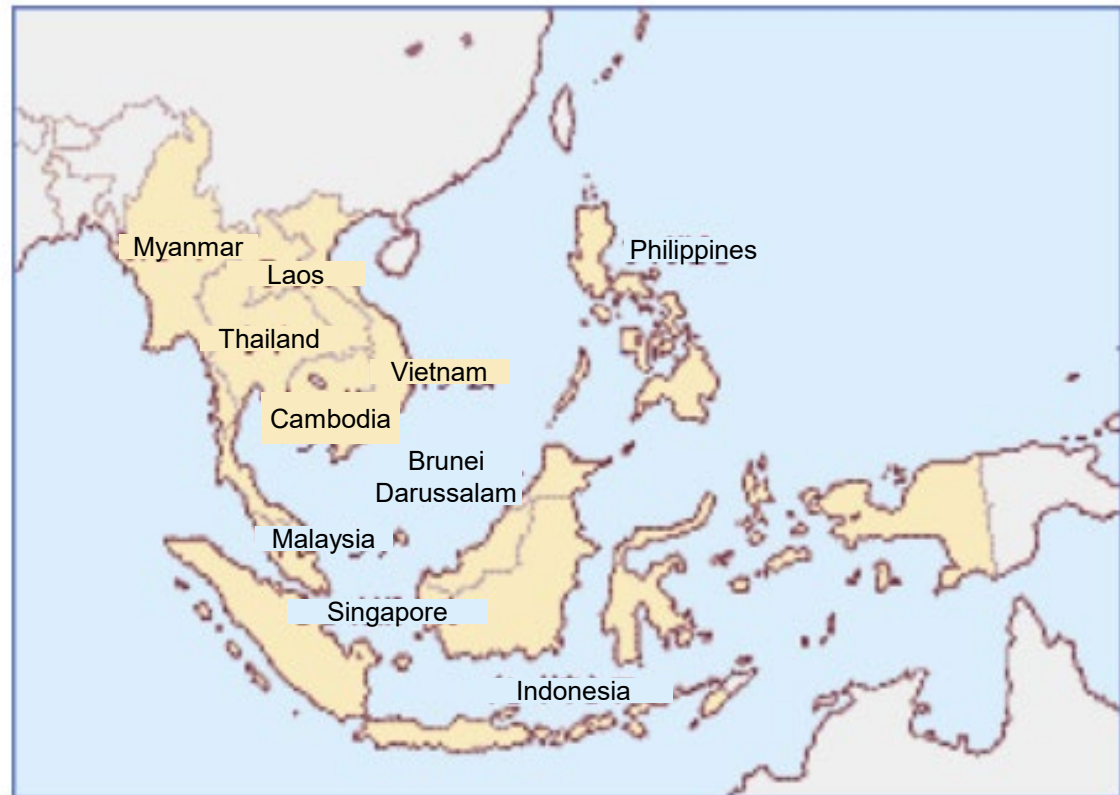 Myanmar
Philippines
Laos
Thailand
Vietnam
Cambodia
Brunei
Darussalam
Malaysia
Singapore
Indonesia